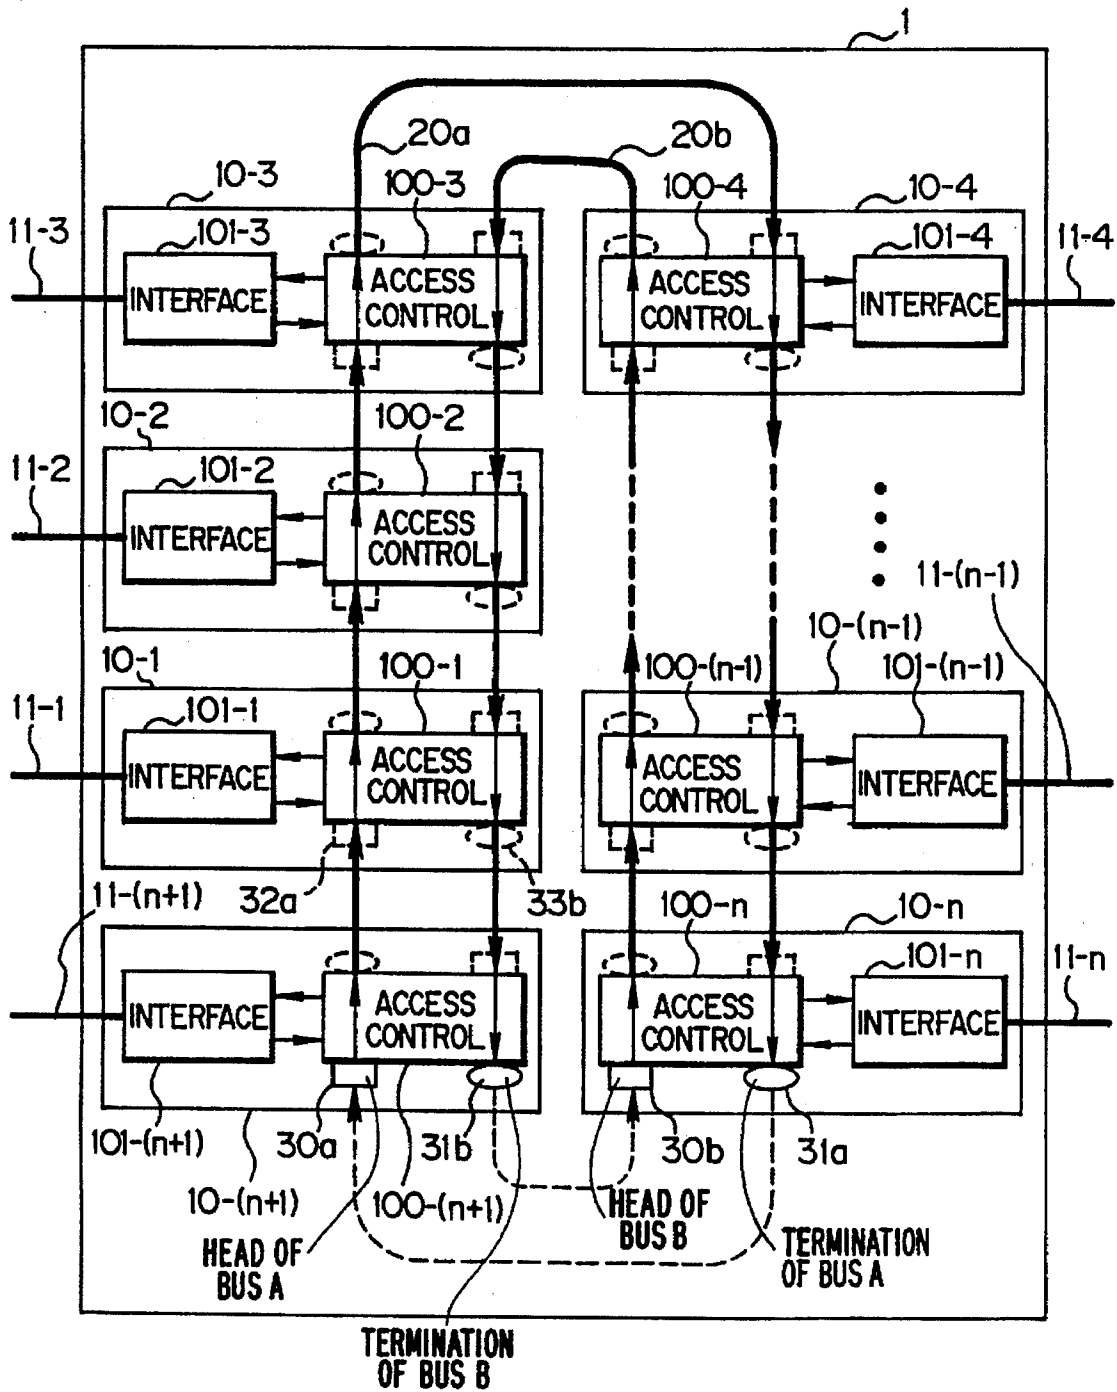 1
20a
20b
10-3
100-3
100-4
10-4
11-3
101-3
101-4
11-4
INTERFACE
ACCESS
CONTROL
ACCESS
CONTROL
INTERFACE
10-2
100-2
11-2
101-2
INTERFACE
ACCESS
CONTROL
11-(n-1)
10-(n-1)
10-1
100-1
100-(n-1)
101-(n-1)
11-1
101-1
INTERFACE
ACCESS
CONTROL
ACCESS
CONTROL
INTERFACE
32a
33b
11-(n+1)
100-n
10-n
101-n
11-n
INTERFACE
ACCESS
CONTROL
ACCESS
CONTROL
INTERFACE
101-(n+1)
30a
31b
30b
31a
10-(n+1)
100-(n+1)
HEAD OF
BUS B
HEAD OF
BUS A
TERMINATION
OF BUS A
TERMINATION
OF BUS B